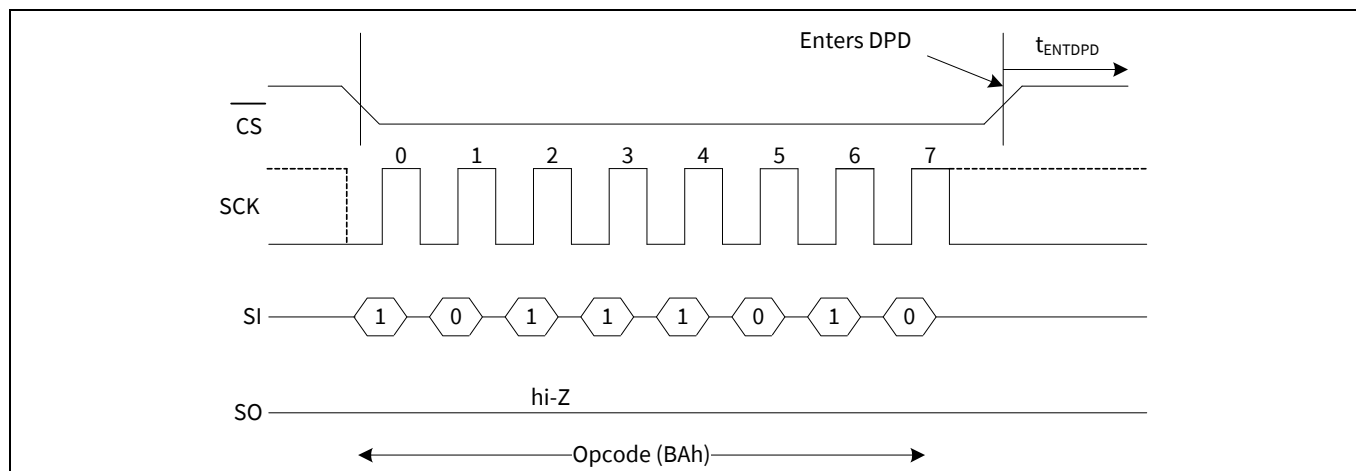 Enters DPD
tENTDPD
CS
0 1 2 3 4 5 6 7
SCK
SI 1 0 1 1 1 0 1 0
hi-Z
SO
Opcode (BAh)